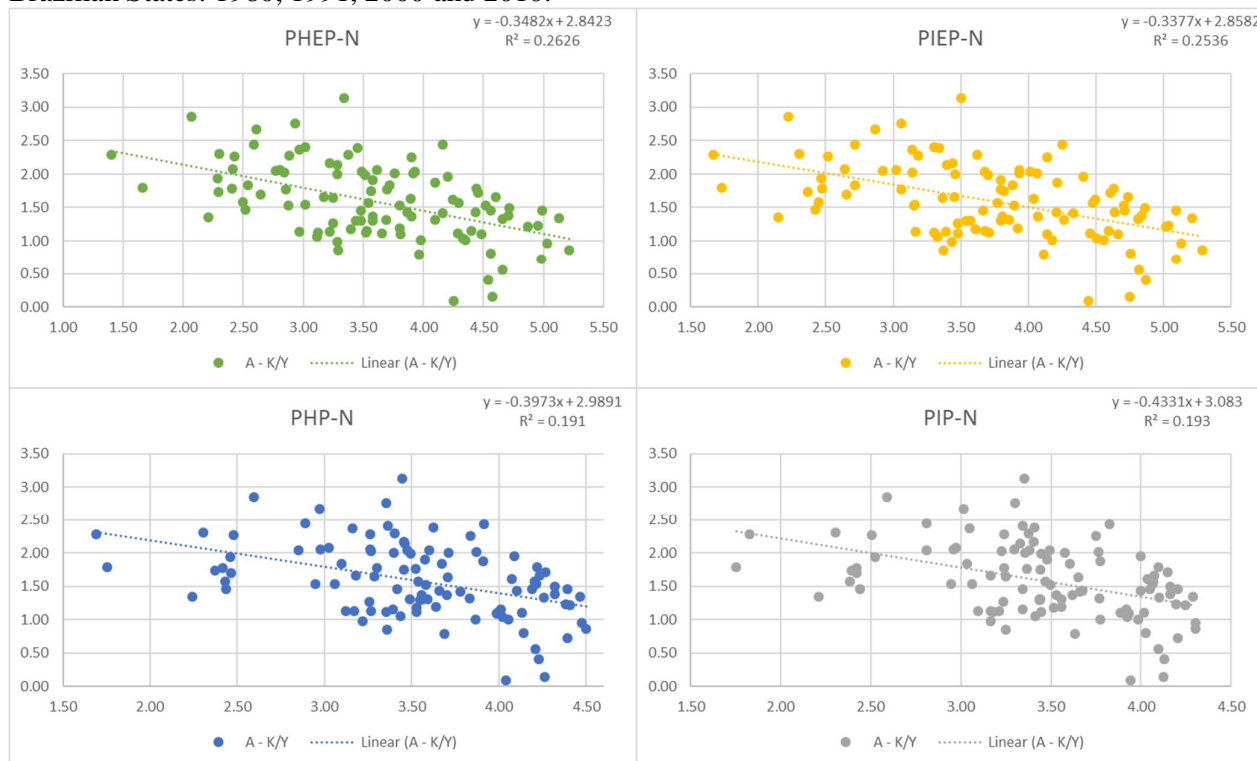 Brazilian States: 1980, 1991, 2000 and 2010.
PHEP-N
y = -0.3482x + 2.8423
R² = 0.2626
3.50
3.00
2.50
2.00
1.50
1.00
0.50
0.00
1.00 1.50 2.00 2.50 3.00 3.50 4.00 4.50 5.00 5.50
A - K/Y Linear (A - K/Y)
PIEP-N
y = -0.3377x + 2.8582
R² = 0.2536
3.50
3.00
2.50
2.00
1.50
1.00
0.50
0.00
1.50 2.00 2.50 3.00 3.50 4.00 4.50 5.00 5.50
A - K/Y Linear (A - K/Y)
PHP-N
y = -0.3973x + 2.9891
R² = 0.191
3.50
3.00
2.50
2.00
1.50
1.00
0.50
0.00
1.50 2.00 2.50 3.00 3.50 4.00 4.50
A - K/Y Linear (A - K/Y)
PIP-N
y = -0.4331x + 3.083
R² = 0.193
3.50
3.00
2.50
2.00
1.50
1.00
0.50
0.00
1.50 2.00 2.50 3.00 3.50 4.00 4.50
A - K/Y Linear (A - K/Y)